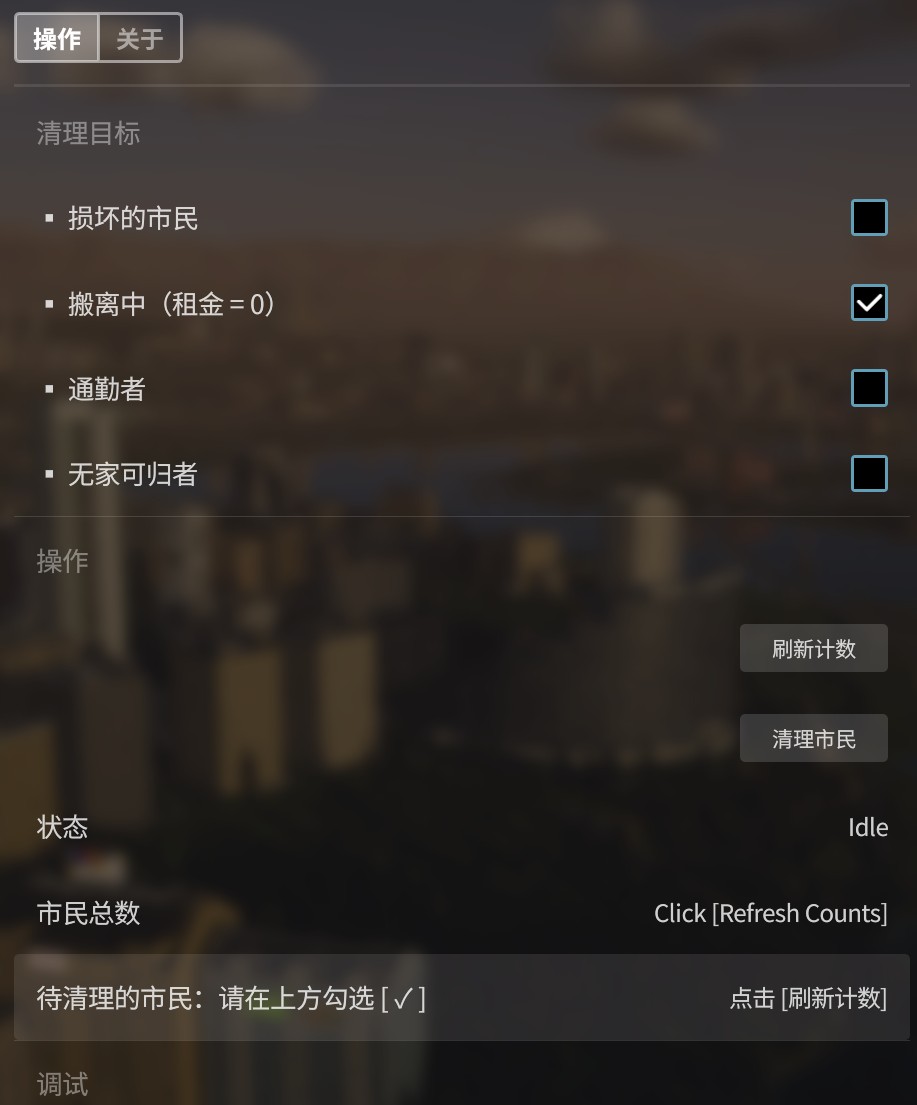 操作 关于
清理目标
▪ 损坏的市民
▪ 搬离中（租金 = 0）
▪ 通勤者
▪ 无家可归者
操作
刷新计数
清理市民
状态 Idle
市民总数 Click [Refresh Counts]
待清理的市民：请在上方勾选 [ ✓ ] 点击 [刷新计数]
调试